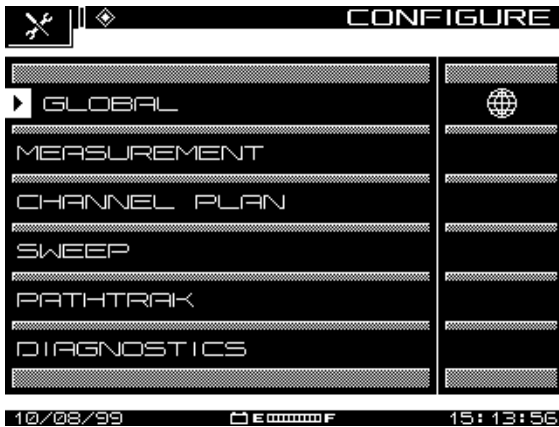 CONFIGURE
GLOBAL
MEASUREMENT
CHANNEL PLAN
SWEEP
PATHTRAK
DIAGNOSTICS
10/08/99 E F 15:13:56